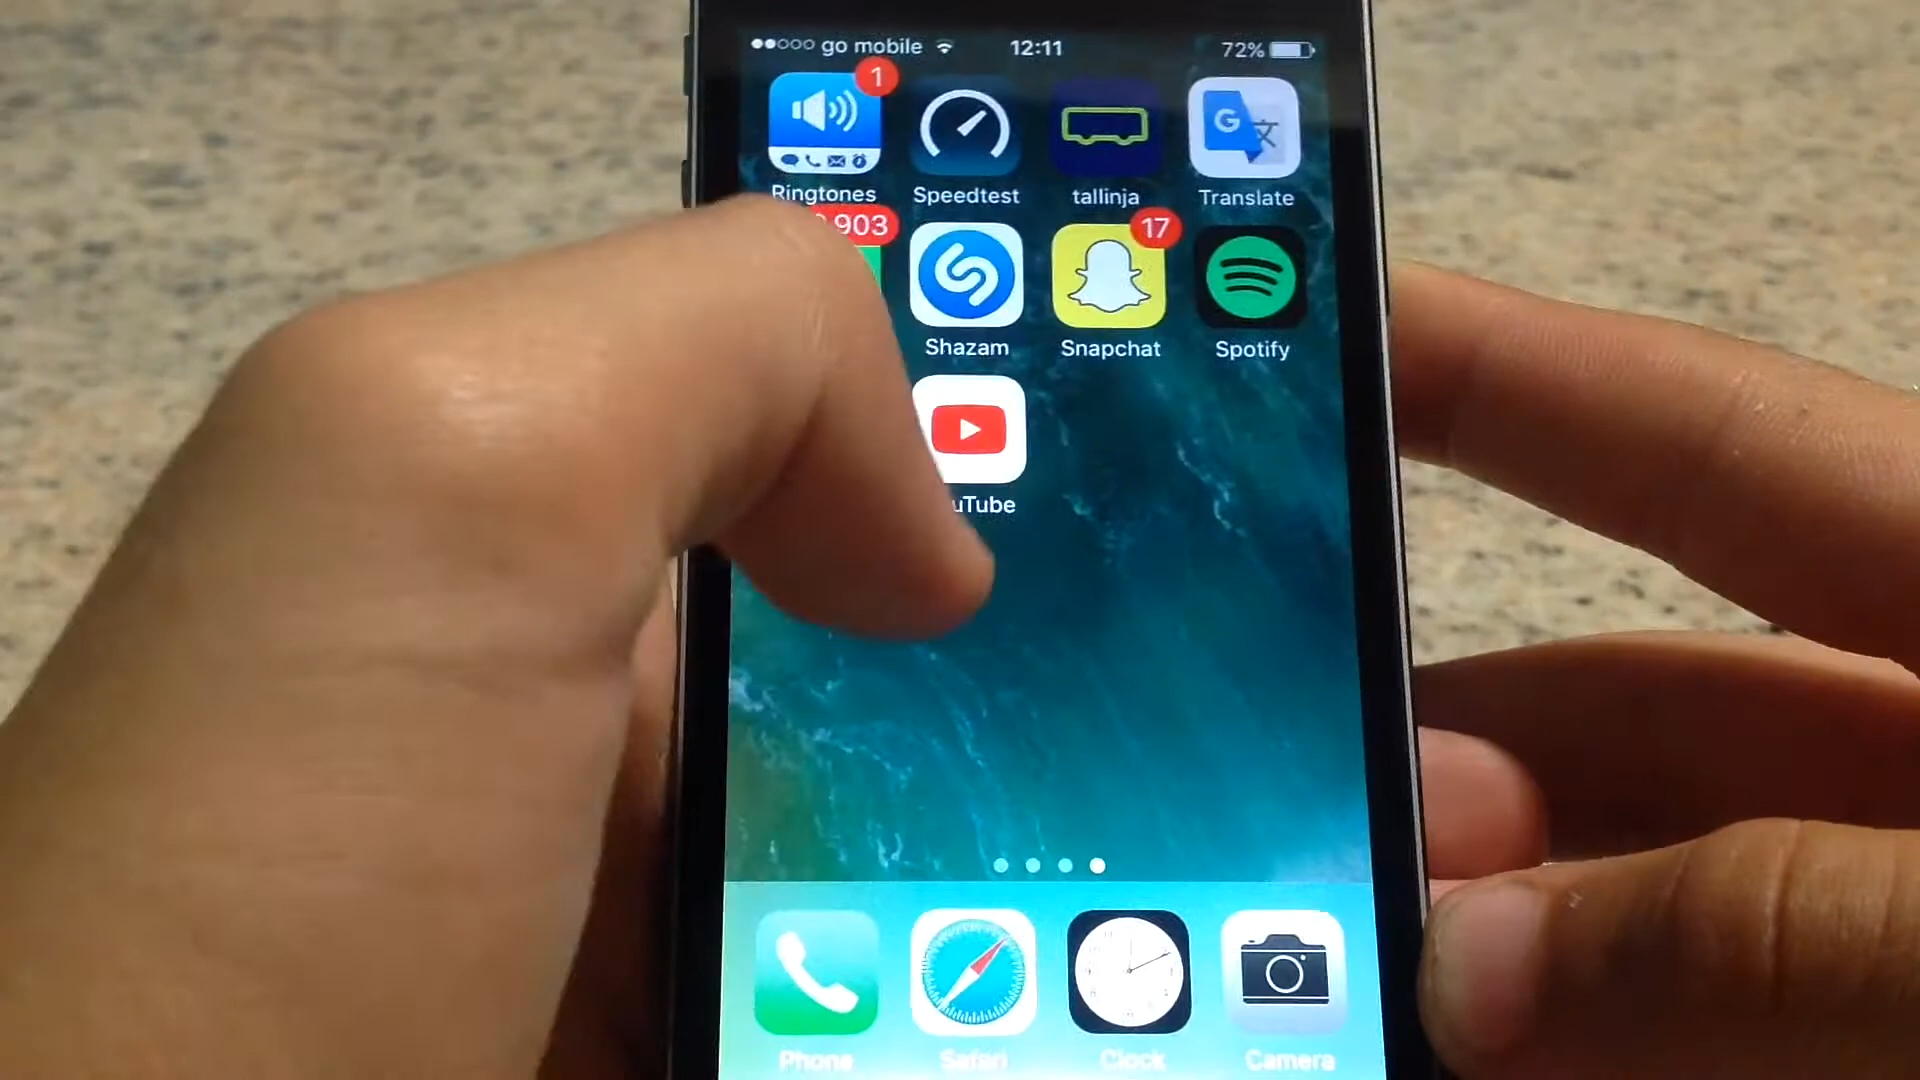 go mobile 12:11 72%
1
Ringtones Speedtest tallinja Translate
903 17
Shazam Snapchat Spotify
uTube
Phone Safari Clock Camera